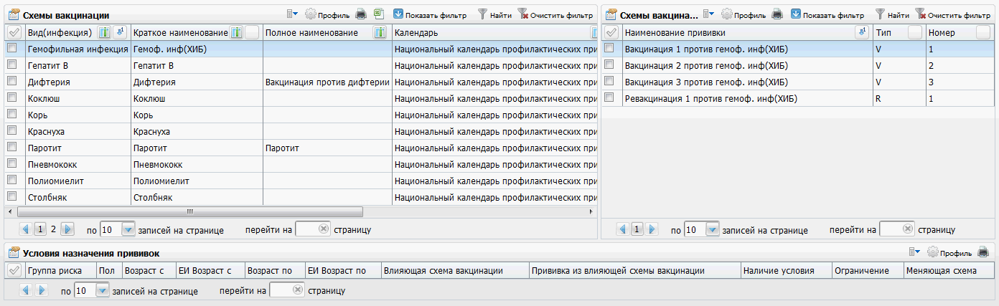 Схемы вакцинации Профиль Показать фильтр Найти Очистить фильтр
Вид(инфекция) Краткое наименование Полное наименование Календарь
Гемофильная инфекция Гемоф. инф(ХИБ) Национальный календарь профилактических при
Гепатит В Гепатит В Национальный календарь профилактических при
Дифтерия Дифтерия Вакцинация против дифтерии Национальный календарь профилактических при
Коклюш Коклюш Национальный календарь профилактических при
Корь Корь Национальный календарь профилактических при
Краснуха Краснуха Национальный календарь профилактических при
Паротит Паротит Паротит Национальный календарь профилактических при
Пневмококк Пневмококк Национальный календарь профилактических при
Полиомиелит Полиомиелит Национальный календарь профилактических при
Столбняк Столбняк Национальный календарь профилактических при
1 2 по 10 записей на странице перейти на страницу
Схемы вакцина... Профиль Показать фильтр Найти Очистить фильтр
Наименование прививки Тип Номер
Вакцинация 1 против гемоф. инф(ХИБ) V 1
Вакцинация 2 против гемоф. инф(ХИБ) V 2
Вакцинация 3 против гемоф. инф(ХИБ) V 3
Ревакцинация 1 против гемоф. инф(ХИБ) R 1
1 по 10 записей на странице перейти на страницу
Условия назначения прививок Профиль
Группа риска Пол Возраст с ЕИ Возраст с Возраст по ЕИ Возраст по Влияющая схема вакцинации Прививка из влияющей схемы вакцинации Наличие условия Ограничение Меняющая схема
по 10 записей на странице перейти на страницу